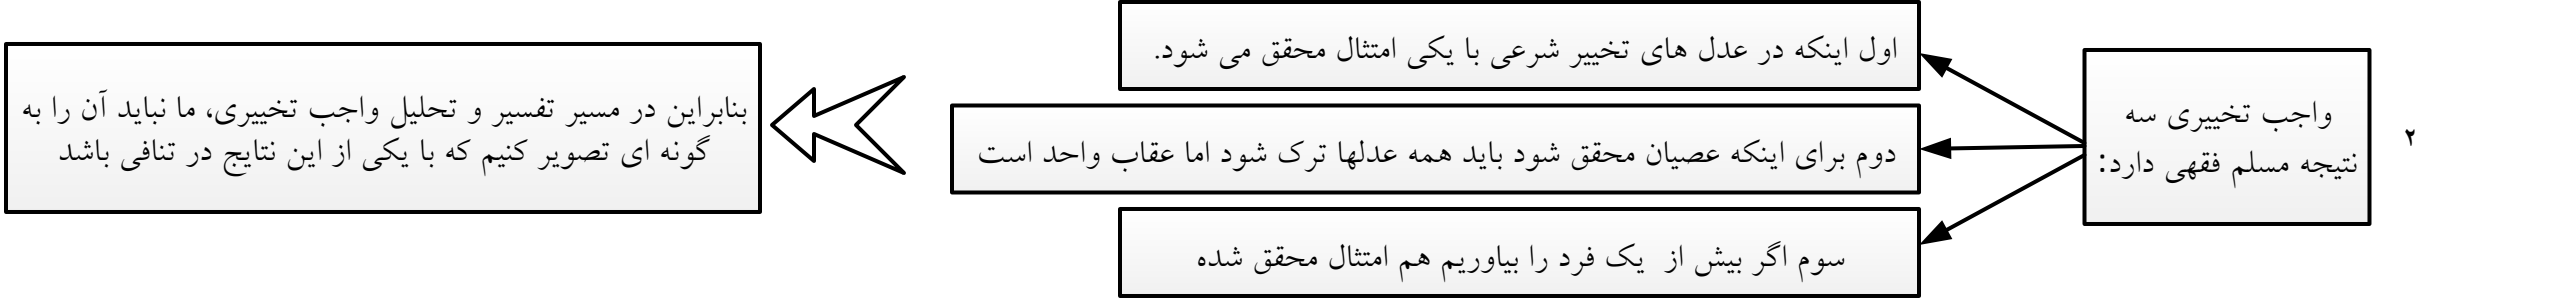 ۲
واجب تخییری سه
نتیجه مسلم فقهی دارد:
اول اینکه در عدل های تخییر شرعی با یکی امتثال محقق می شود.
دوم برای اینکه عصیان محقق شود باید همه عدلها ترک شود اما عقاب واحد است
سوم اگر بیش از یک فرد را بیاوریم هم امتثال محقق شده
بنابراین در مسیر تفسیر و تحلیل واجب تخییری، ما نباید آن را به
گونه ای تصویر کنیم که با یکی از این نتایج در تنافی باشد